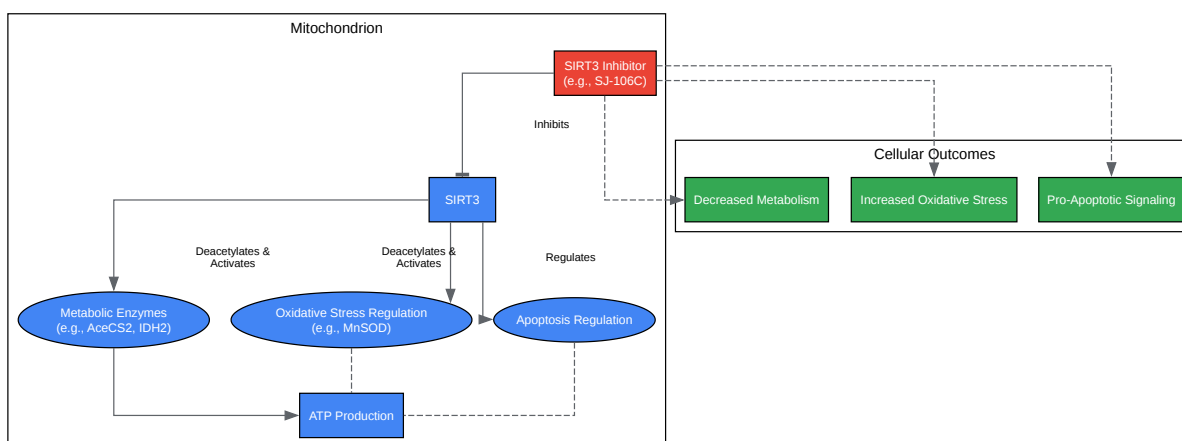 Mitochondrion
SIRT3 Inhibitor
(e.g., SJ-106C)
Inhibits
Cellular Outcomes
Decreased Metabolism
Increased Oxidative Stress
Pro-Apoptotic Signaling
SIRT3
Deacetylates &
Activates
Deacetylates &
Activates
Regulates
Metabolic Enzymes
(e.g., AceCS2, IDH2)
Oxidative Stress Regulation
(e.g., MnSOD)
Apoptosis Regulation
ATP Production